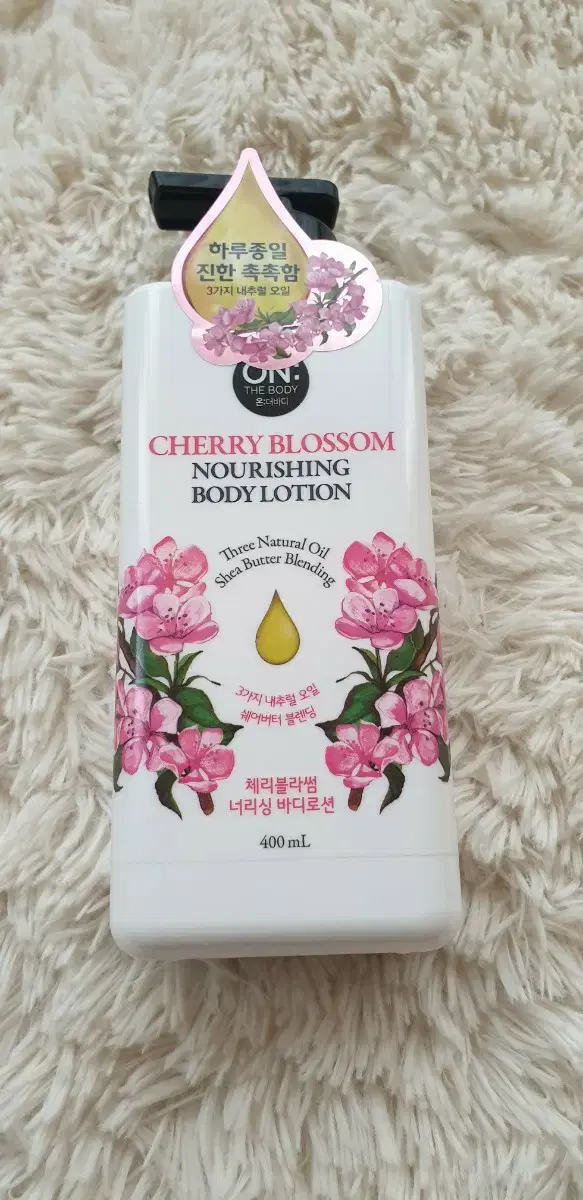 하루종일
진한 촉촉함
3가지 내추럴 오일
ON:
THE BODY
온:더바디
CHERRY BLOSSOM
NOURISHING
BODY LOTION
Three Natural Oil
Shea Butter Blending
3가지 내추럴 오일
쉐어버터 블렌딩
체리블라썸
너리싱 바디로션
400 mL